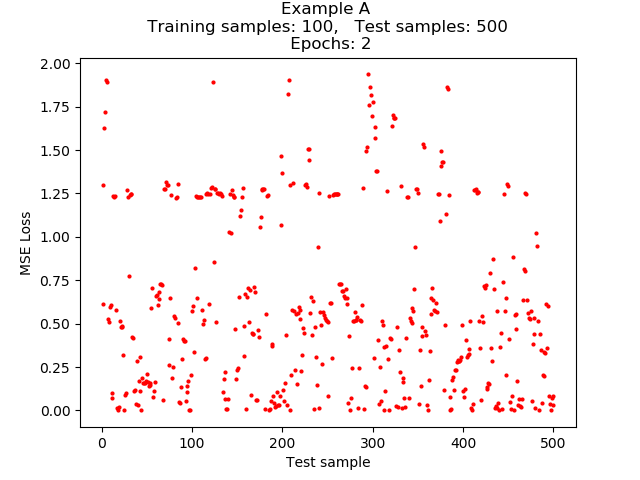 Example A
Training samples: 100,   Test samples: 500
Epochs: 2
2.00
1.75
1.50
1.25
1.00
0.75
0.50
0.25
0.00
MSE Loss
0 100 200 300 400 500
Test sample